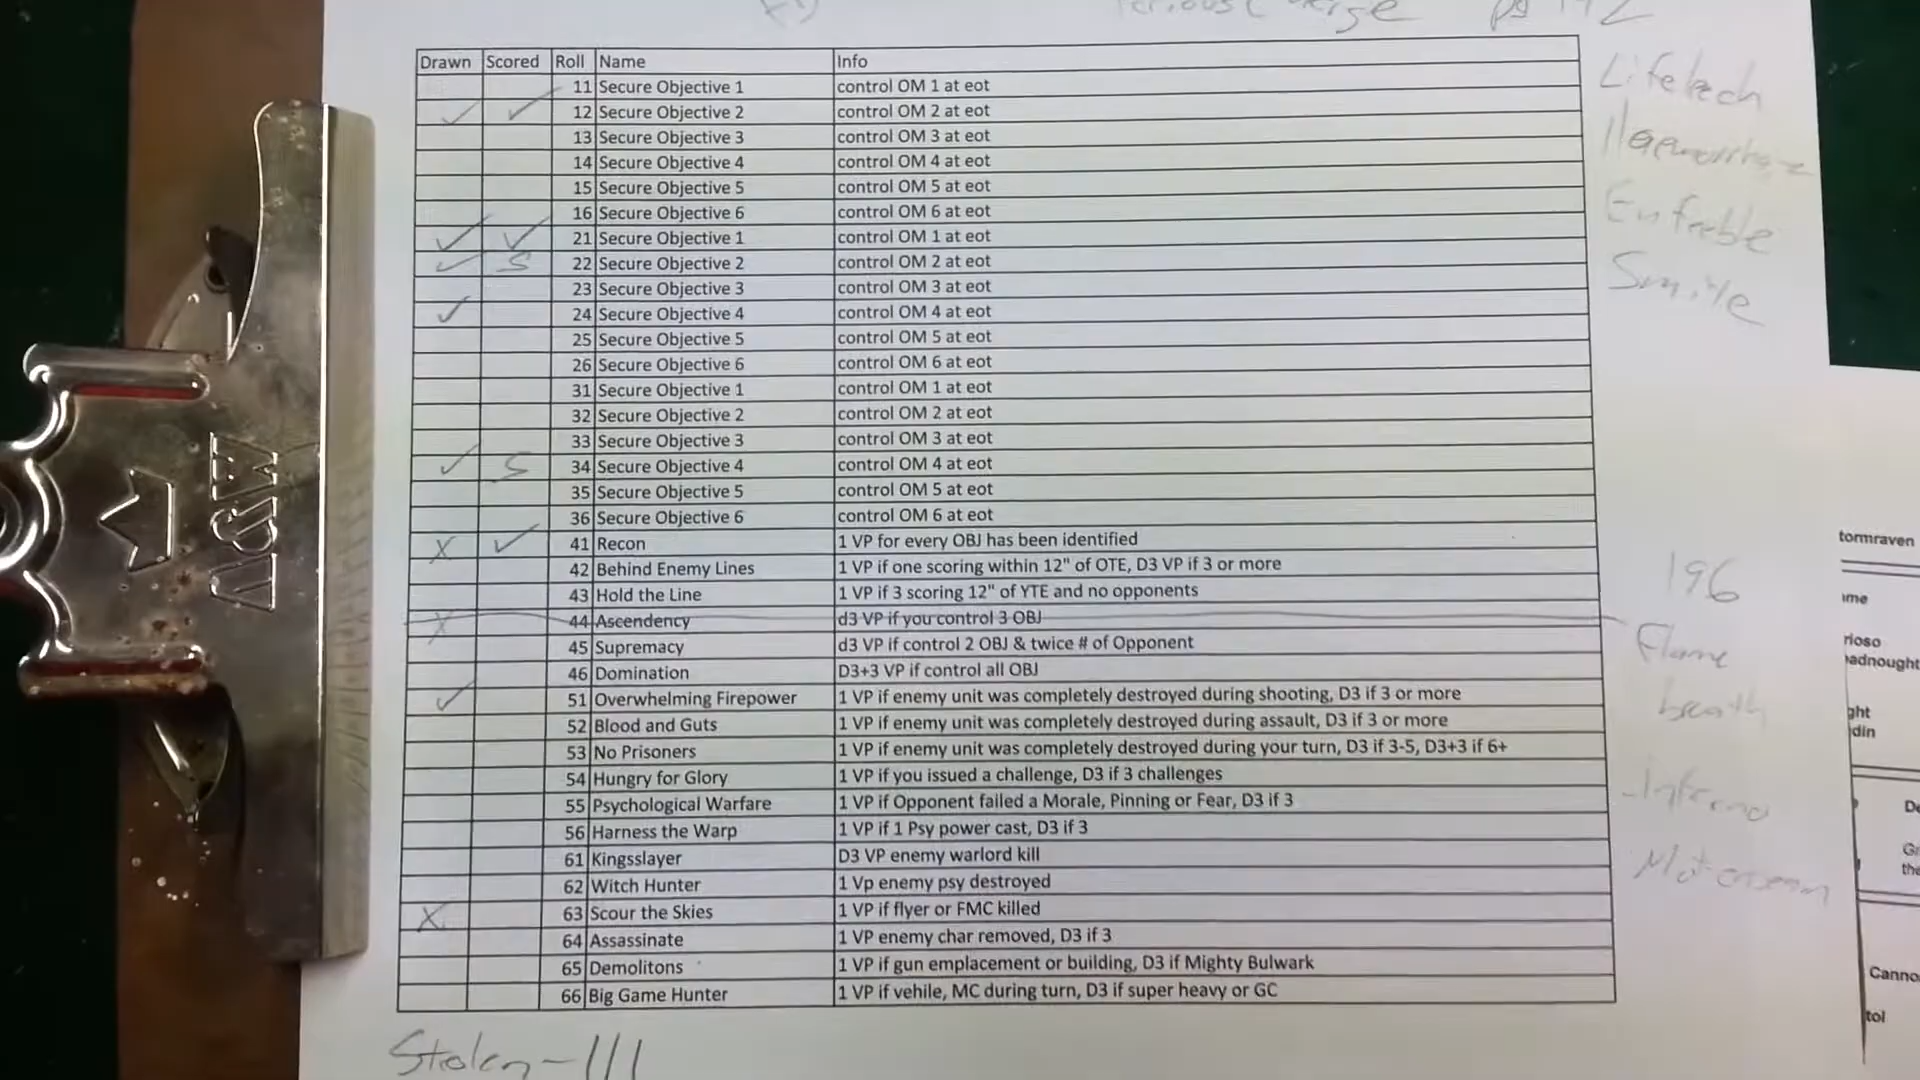 pg 142
Drawn Scored Roll Name Info
11 Secure Objective 1 control OM 1 at eot
✓ ✓ 12 Secure Objective 2 control OM 2 at eot
13 Secure Objective 3 control OM 3 at eot
14 Secure Objective 4 control OM 4 at eot
15 Secure Objective 5 control OM 5 at eot
16 Secure Objective 6 control OM 6 at eot
✓ ✓ 21 Secure Objective 1 control OM 1 at eot
✓ S 22 Secure Objective 2 control OM 2 at eot
23 Secure Objective 3 control OM 3 at eot
✓ 24 Secure Objective 4 control OM 4 at eot
25 Secure Objective 5 control OM 5 at eot
26 Secure Objective 6 control OM 6 at eot
31 Secure Objective 1 control OM 1 at eot
32 Secure Objective 2 control OM 2 at eot
33 Secure Objective 3 control OM 3 at eot
✓ S 34 Secure Objective 4 control OM 4 at eot
35 Secure Objective 5 control OM 5 at eot
36 Secure Objective 6 control OM 6 at eot
X ✓ 41 Recon 1 VP for every OBJ has been identified
42 Behind Enemy Lines 1 VP if one scoring within 12" of OTE, D3 VP if 3 or more
43 Hold the Line 1 VP if 3 scoring 12" of YTE and no opponents
X 44 Ascendency d3 VP if you control 3 OBJ
45 Supremacy d3 VP if control 2 OBJ & twice # of Opponent
46 Domination D3+3 VP if control all OBJ
✓ 51 Overwhelming Firepower 1 VP if enemy unit was completely destroyed during shooting, D3 if 3 or more
52 Blood and Guts 1 VP if enemy unit was completely destroyed during assault, D3 if 3 or more
53 No Prisoners 1 VP if enemy unit was completely destroyed during your turn, D3 if 3-5, D3+3 if 6+
54 Hungry for Glory 1 VP if you issued a challenge, D3 if 3 challenges
55 Psychological Warfare 1 VP if Opponent failed a Morale, Pinning or Fear, D3 if 3
56 Harness the Warp 1 VP if 1 Psy power cast, D3 if 3
61 Kingsslayer D3 VP enemy warlord kill
62 Witch Hunter 1 Vp enemy psy destroyed
X 63 Scour the Skies 1 VP if flyer or FMC killed
64 Assassinate 1 VP enemy char removed, D3 if 3
65 Demolitons 1 VP if gun emplacement or building, D3 if Mighty Bulwark
66 Big Game Hunter 1 VP if vehile, MC during turn, D3 if super heavy or GC
Stolen - III
Lifetech
Enfeeble
Smite
196
Flame
breath
Inferno
A&W
tormraven
ame
rioso
adnought
ght
din
De
Gr
the
Canno
tol